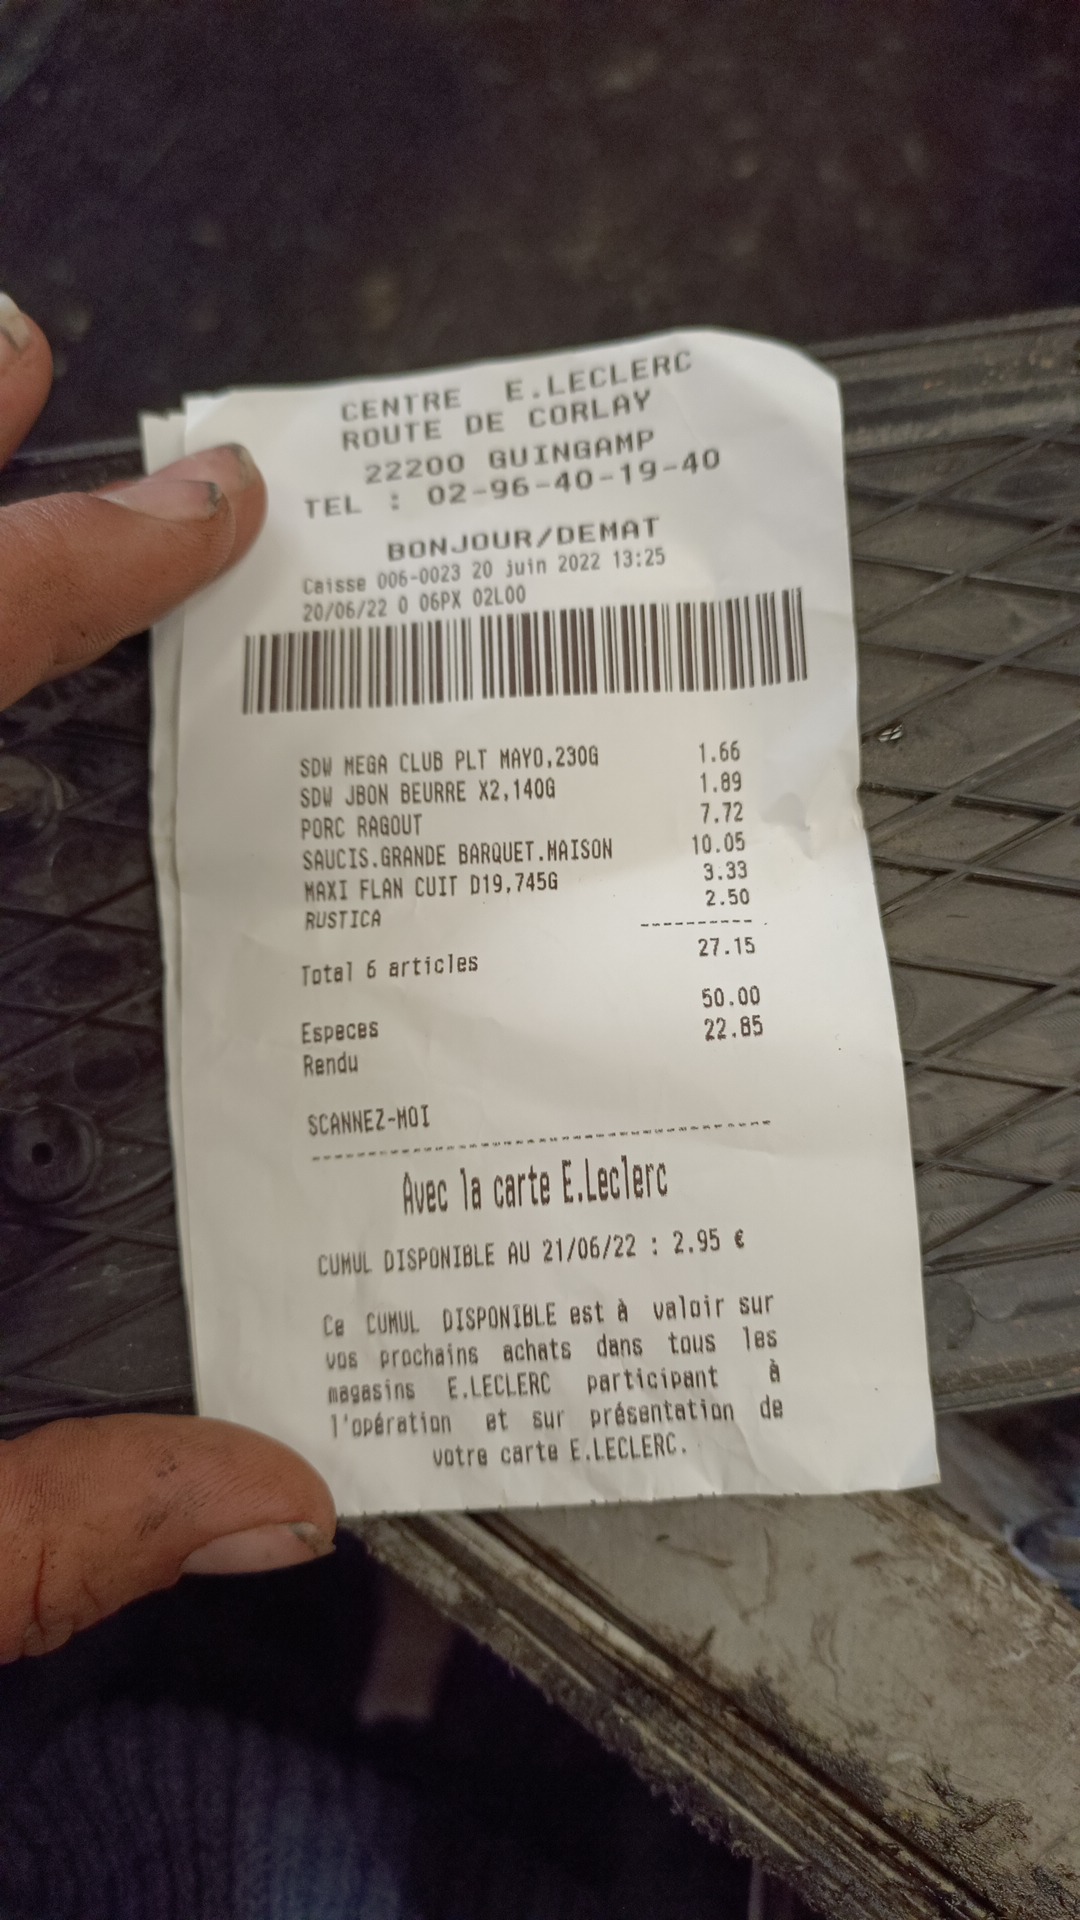 CENTRE E.LECLERC
ROUTE DE CORLAY
22200 GUINGAMP
TEL : 02-96-40-19-40
BONJOUR/DEMAT
Caisse 006-0023 20 juin 2022 13:25
20/06/22 0 06PX 02L00
SDW MEGA CLUB PLT MAYO,230G 1.66
SDW JBON BEURRE X2,140G 1.89
PORC RAGOUT 7.72
SAUCIS.GRANDE BARQUET.MAISON 10.05
MAXI FLAN CUIT D19,745G 3.33
RUSTICA 2.50
----------
Total 6 articles 27.15
Especes 50.00
Rendu 22.85
SCANNEZ-MOI
Avec la carte E.Leclerc
CUMUL DISPONIBLE AU 21/06/22 : 2.95 €
Ce CUMUL DISPONIBLE est à valoir sur
vos prochains achats dans tous les
magasins E.LECLERC participant à
l'opération et sur présentation de
votre carte E.LECLERC.